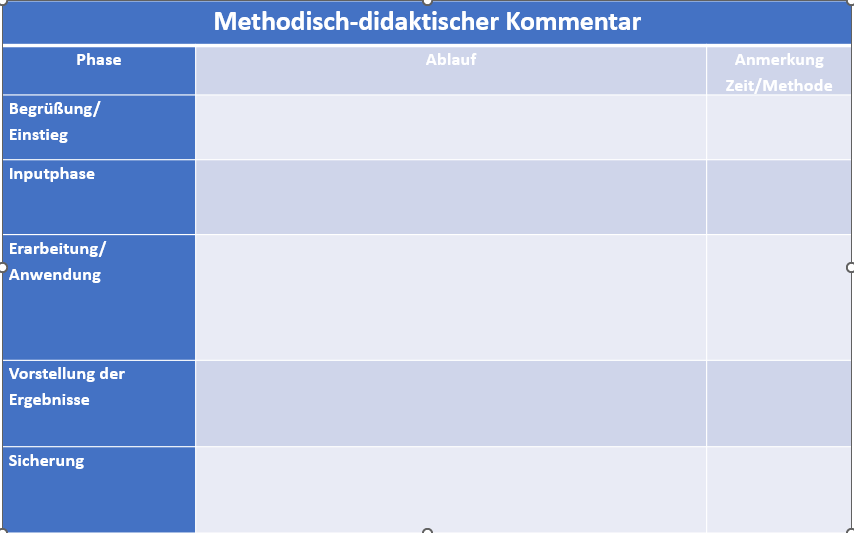 Methodisch-didaktischer Kommentar
Phase
Ablauf
Anmerkung
Zeit/Methode
Begrüßung/
Einstieg
Inputphase
Erarbeitung/
Anwendung
Vorstellung der
Ergebnisse
Sicherung